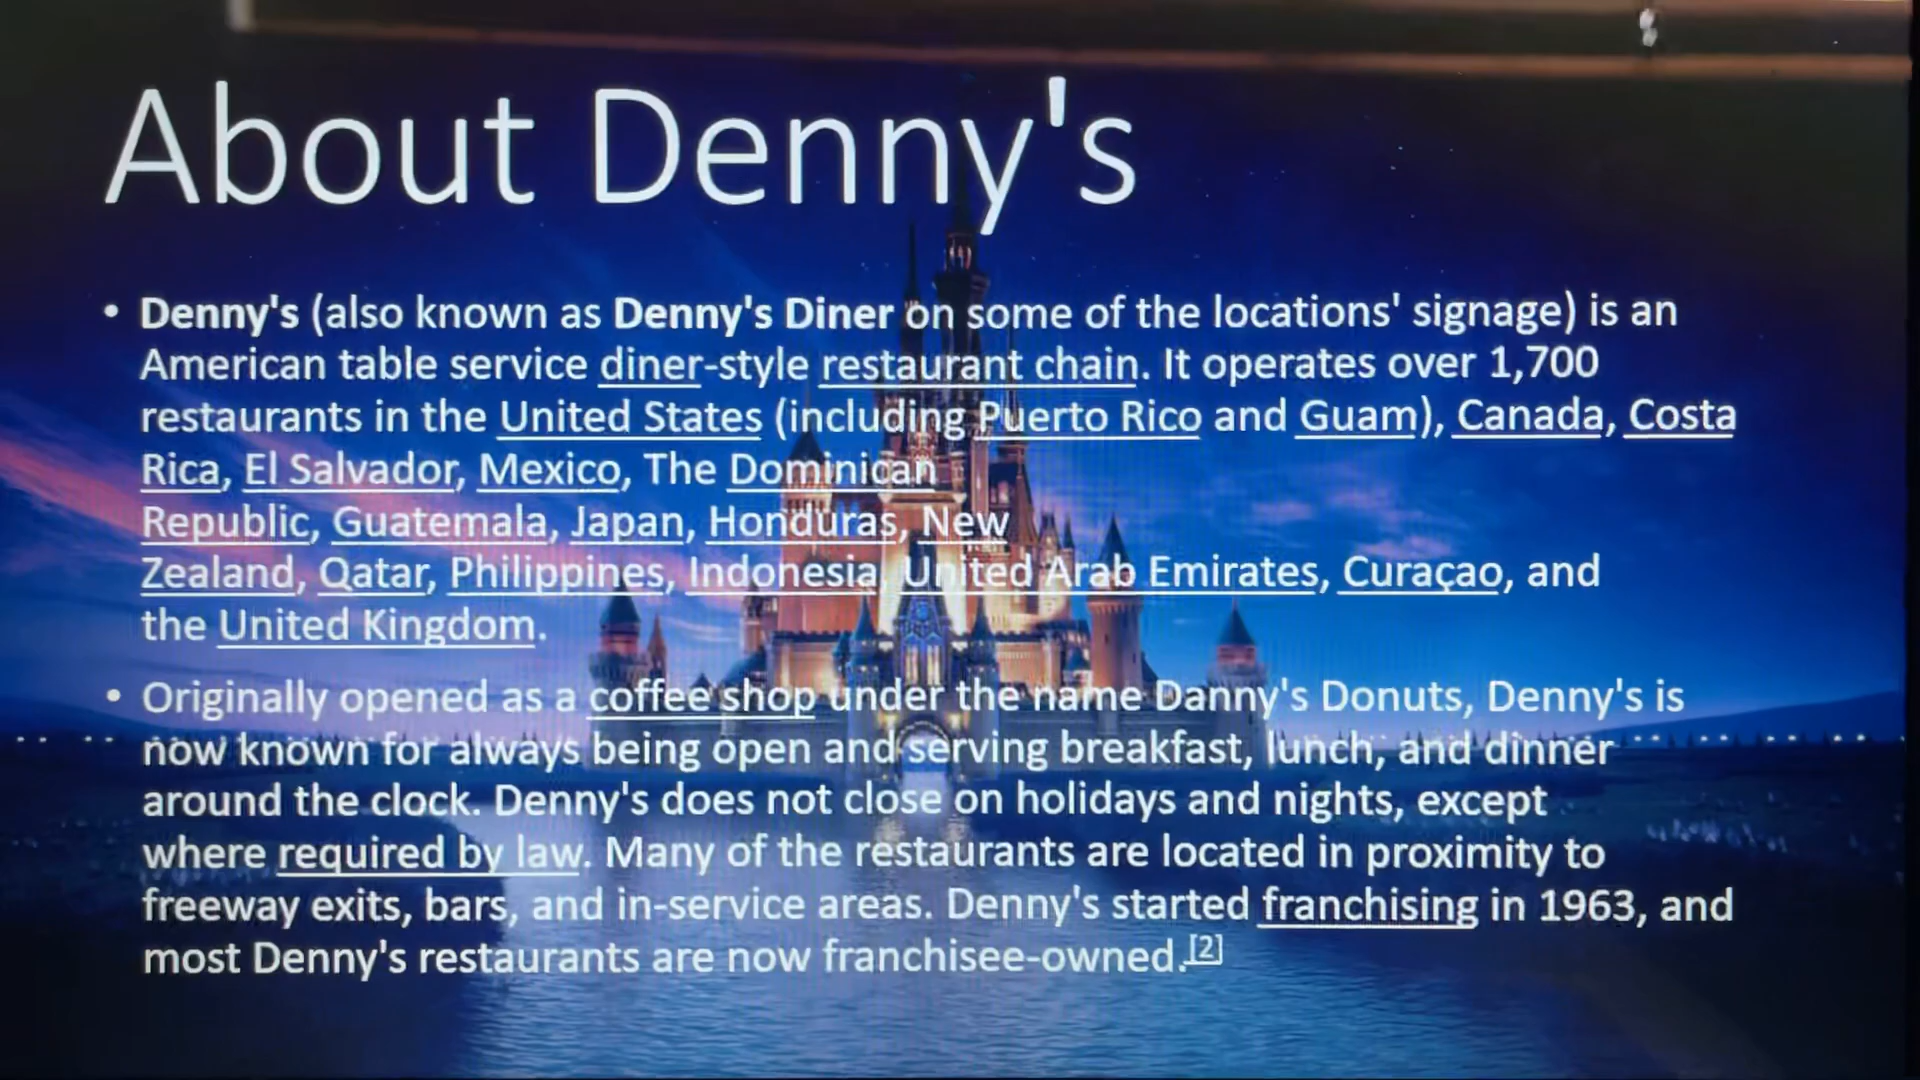 About Denny's
• Denny's (also known as Denny's Diner on some of the locations' signage) is an
American table service diner-style restaurant chain. It operates over 1,700
restaurants in the United States (including Puerto Rico and Guam), Canada, Costa
Rica, El Salvador, Mexico, The Dominican
Republic, Guatemala, Japan, Honduras, New
Zealand, Qatar, Philippines, Indonesia, United Arab Emirates, Curaçao, and
the United Kingdom.
• Originally opened as a coffee shop under the name Danny's Donuts, Denny's is
now known for always being open and serving breakfast, lunch, and dinner
around the clock. Denny's does not close on holidays and nights, except
where required by law. Many of the restaurants are located in proximity to
freeway exits, bars, and in-service areas. Denny's started franchising in 1963, and
most Denny's restaurants are now franchisee-owned.[2]